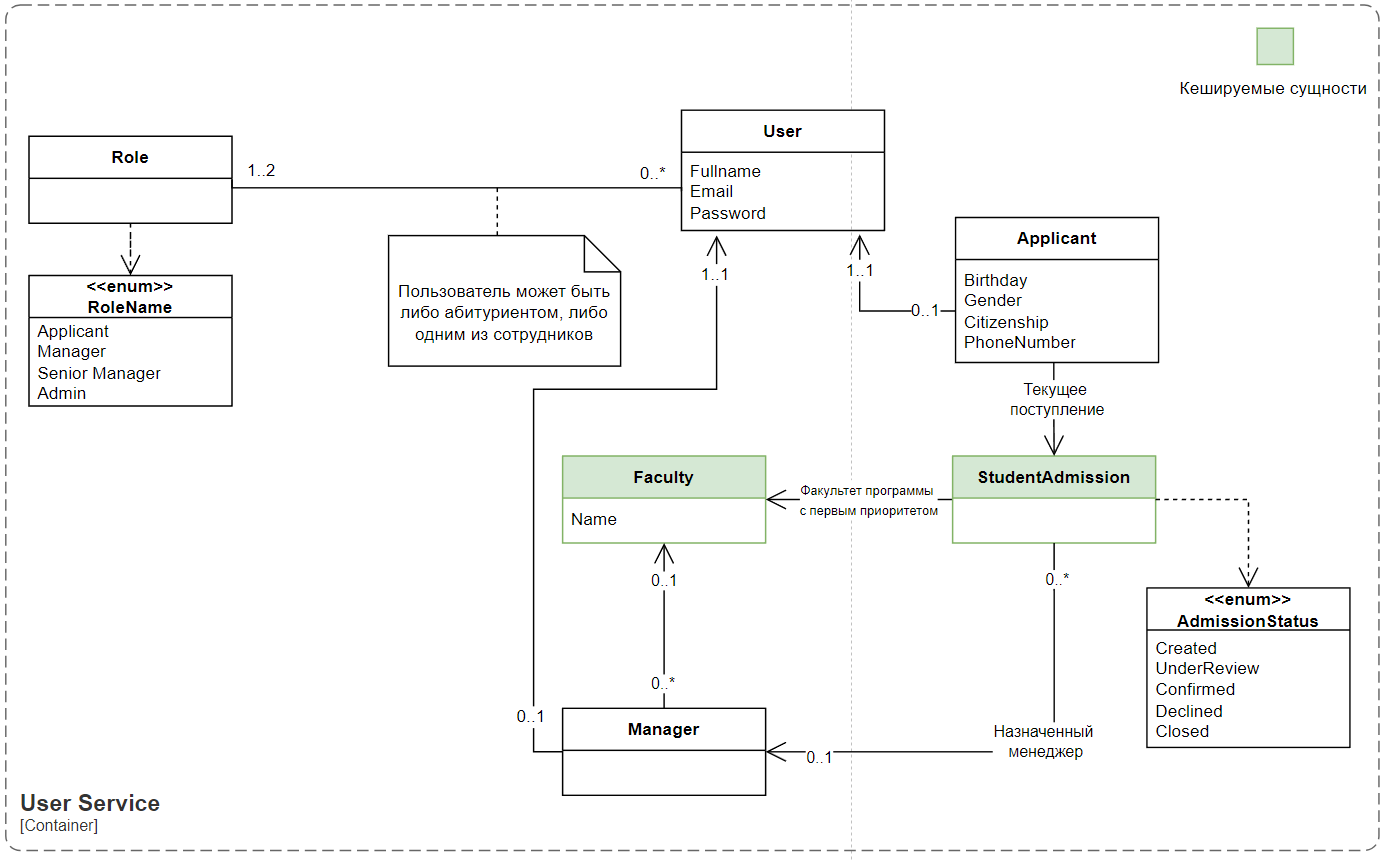 Кешируемые сущности
Role
1..2
0..*
User
Fullname
Email
Password
<<enum>>
RoleName
Applicant
Manager
Senior Manager
Admin
Пользователь может быть
либо абитуриентом, либо
одним из сотрудников
1..1
1..1
0..1
Applicant
Birthday
Gender
Citizenship
PhoneNumber
Текущее
поступление
Faculty
Name
Факультет программы
с первым приоритетом
StudentAdmission
0..1
0..*
0..*
<<enum>>
AdmissionStatus
Created
UnderReview
Confirmed
Declined
Closed
0..1
Manager
0..1
Назначенный
менеджер
User Service
[Container]